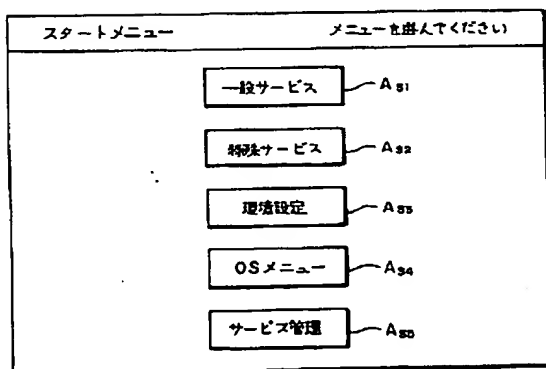 スタートメニュー メニューを選んでください
一般サービス A51
特殊サービス A52
環境設定 A53
OSメニュー A54
サービス管理 A55